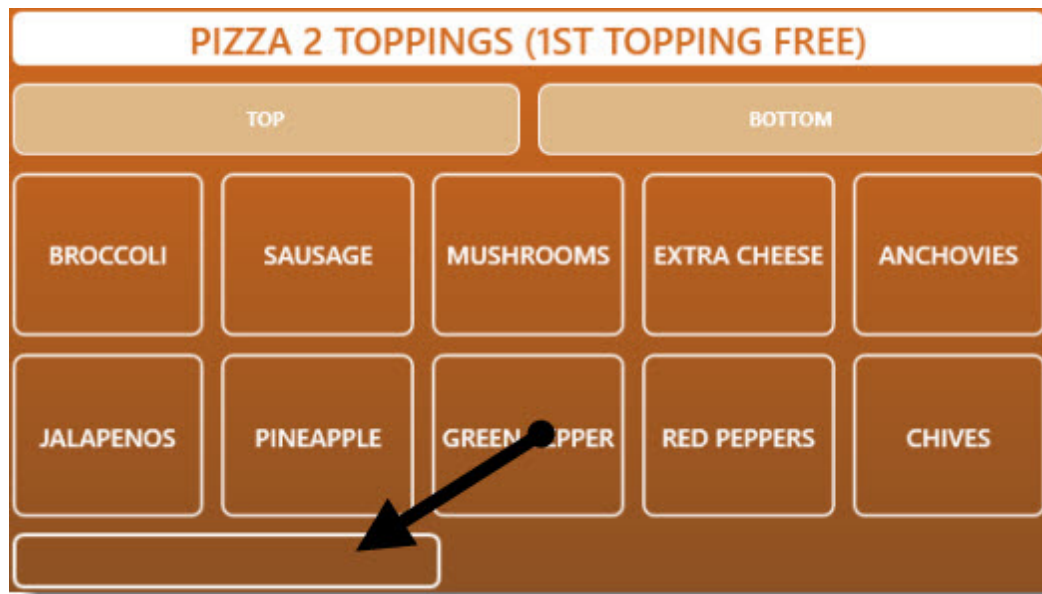 PIZZA 2 TOPPINGS (1ST TOPPING FREE)
TOP BOTTOM
BROCCOLI SAUSAGE MUSHROOMS EXTRA CHEESE ANCHOVIES
JALAPENOS PINEAPPLE GREEN PEPPER RED PEPPERS CHIVES